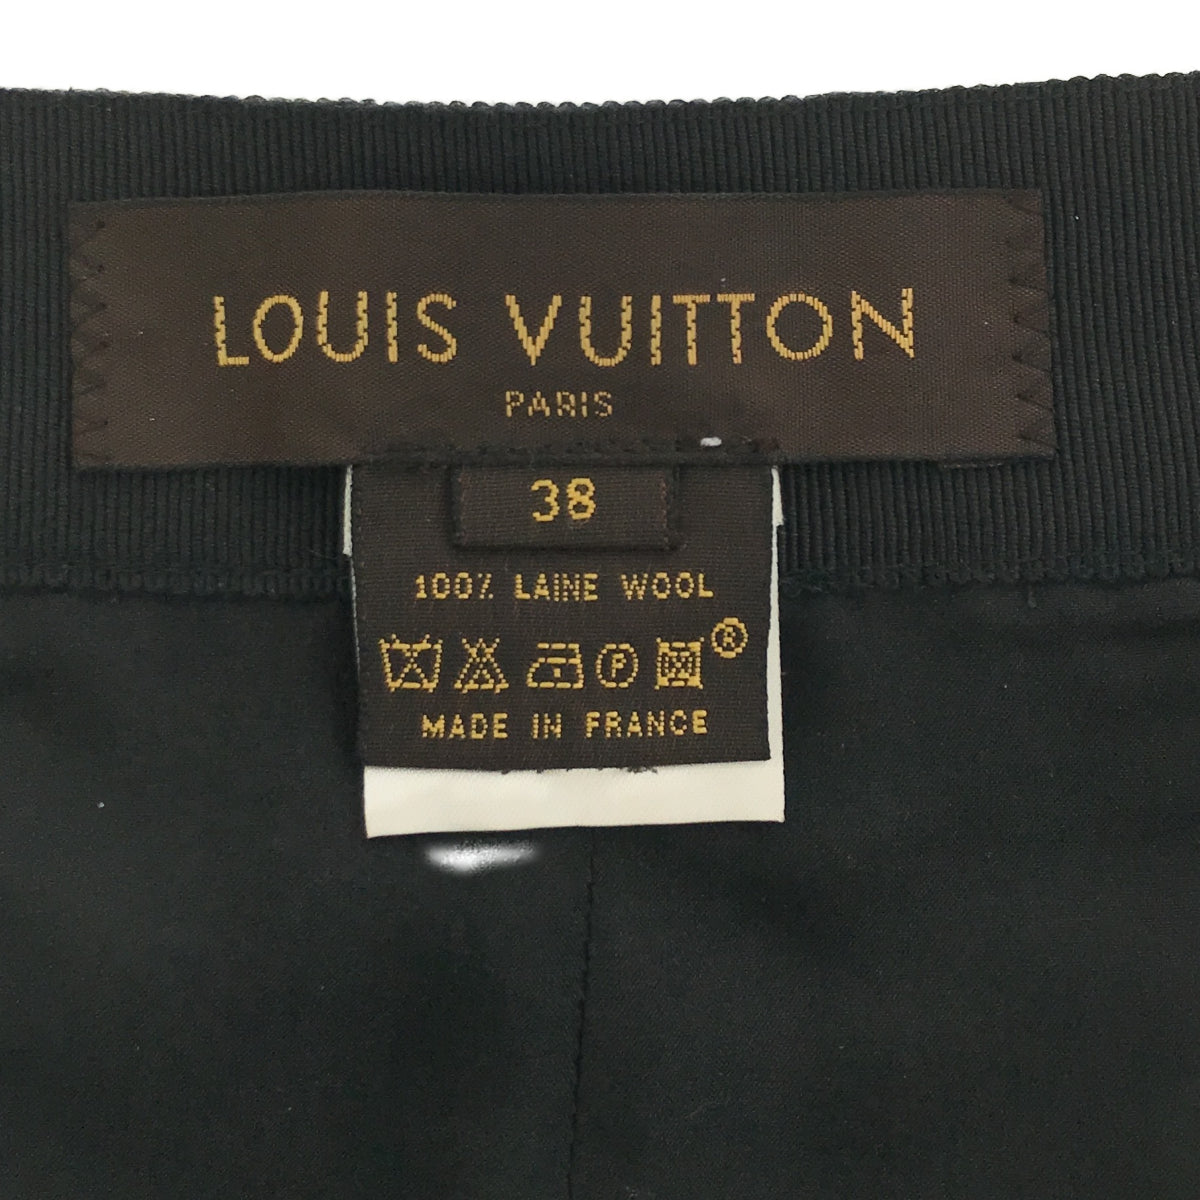 LOUIS VUITTON
PARIS
38
100% LAINE WOOL
P ®
MADE IN FRANCE